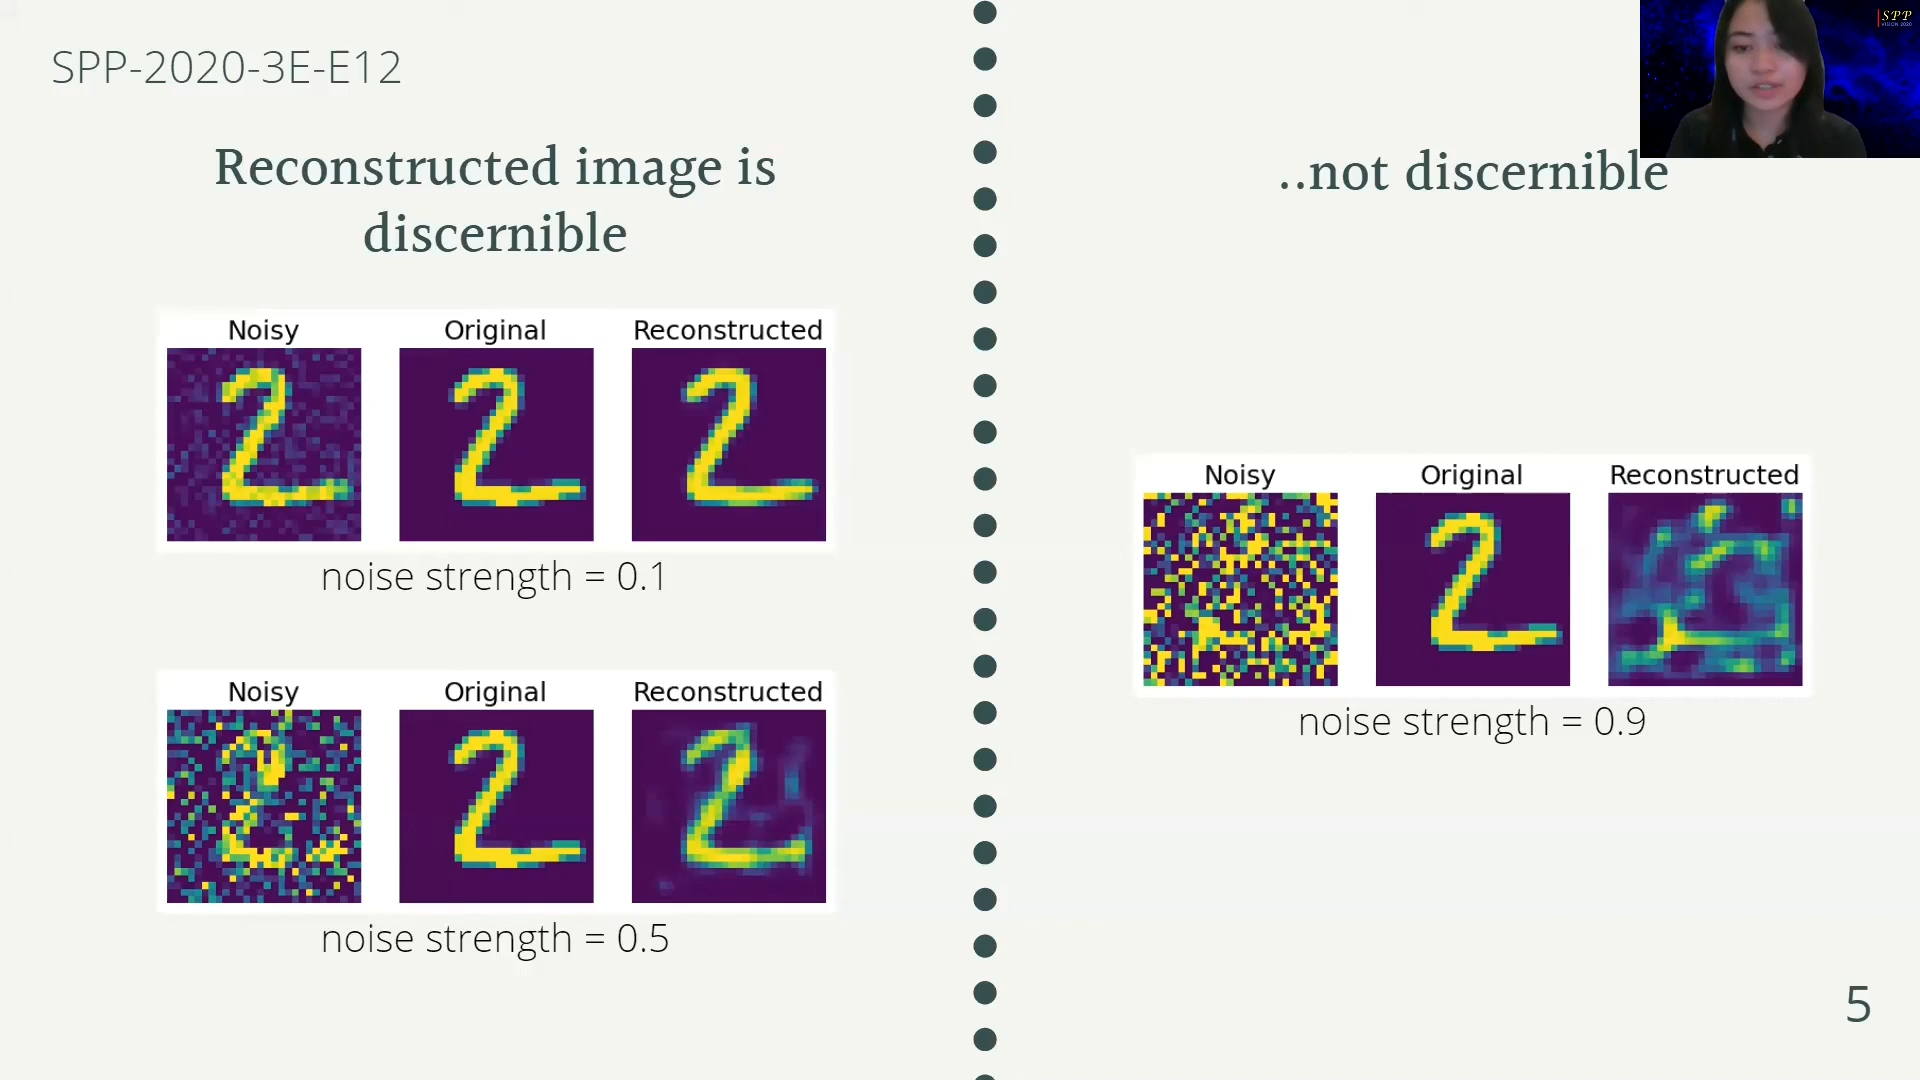 SPP-2020-3E-E12
Reconstructed image is
discernible
Noisy Original Reconstructed
noise strength = 0.1
Noisy Original Reconstructed
noise strength = 0.5
SPP
..not discernible
Noisy Original Reconstructed
noise strength = 0.9
5